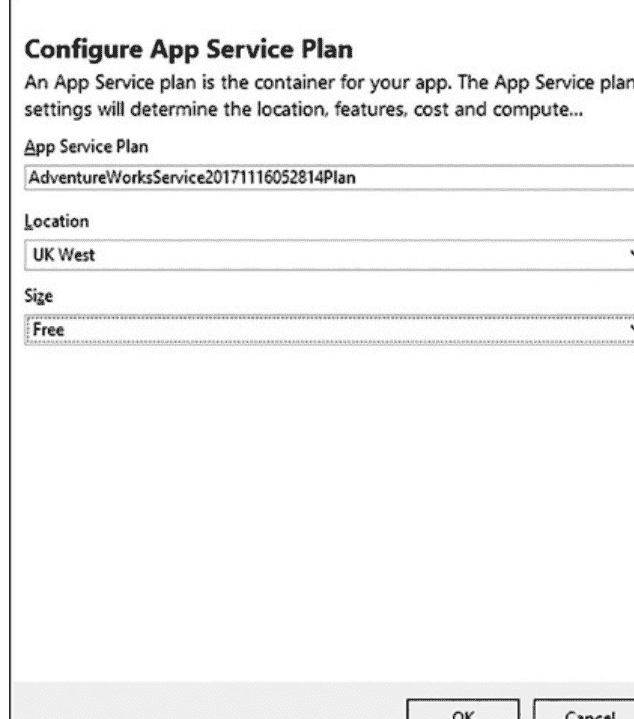 Configure App Service Plan
An App Service plan is the container for your app. The App Service plan
settings will determine the location, features, cost and compute...
App Service Plan
AdventureWorksService20171116052814Plan
Location
UK West
Size
Free
OK Cancel